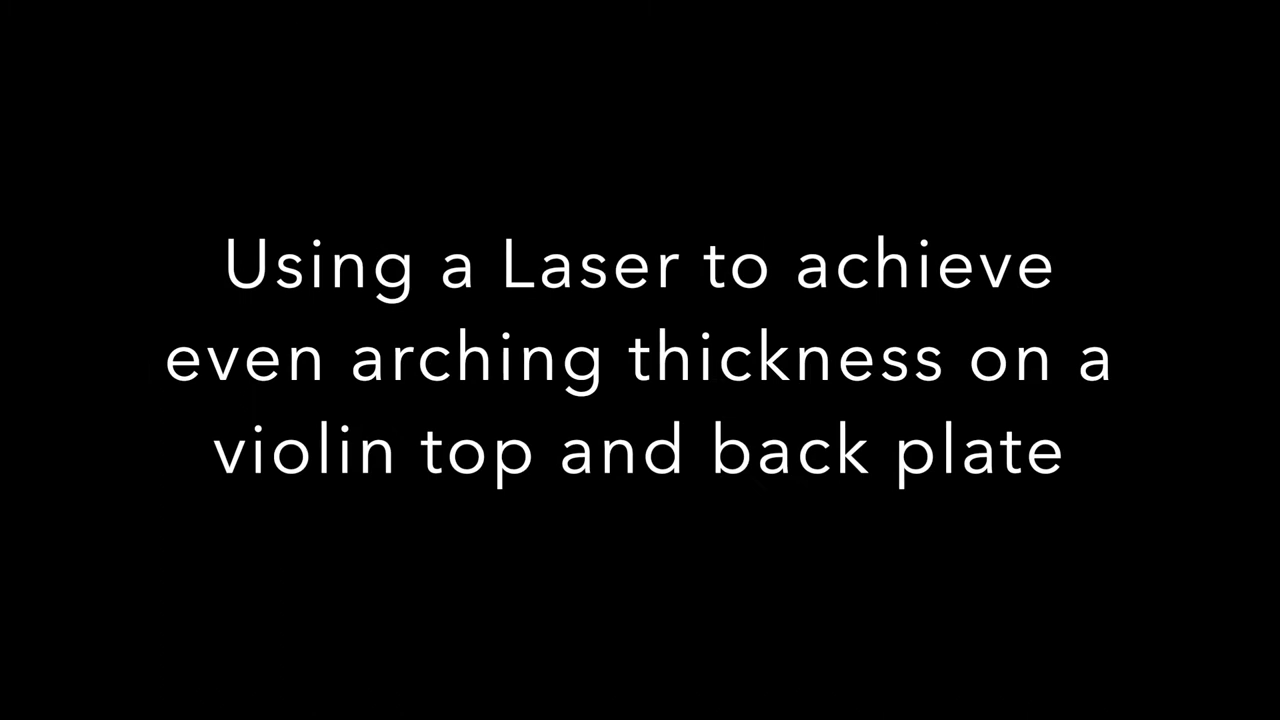 Using a Laser to achieve
even arching thickness on a
violin top and back plate